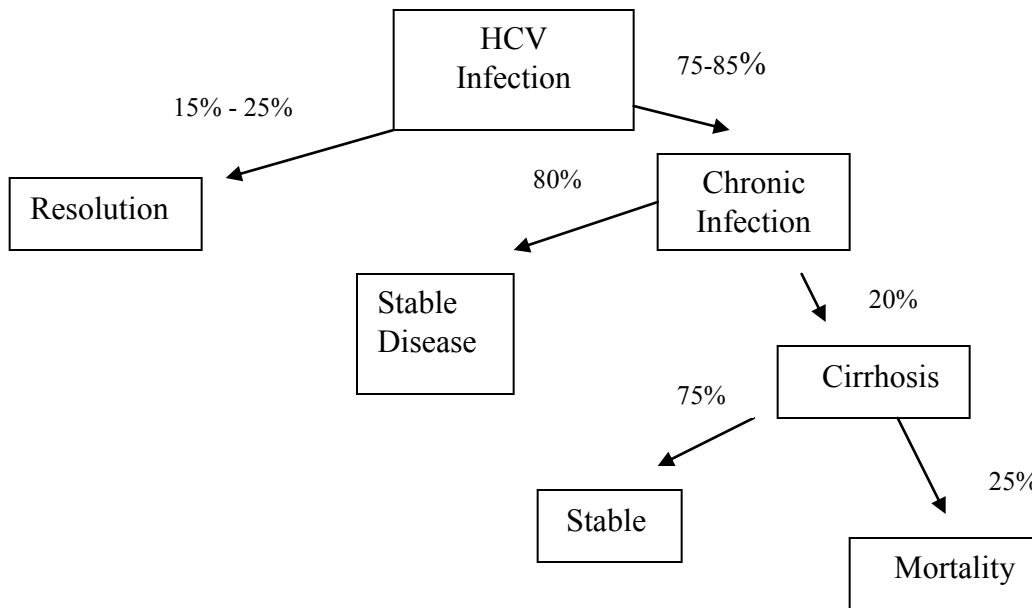 HCV
Infection
75-85%
15% - 25%
Resolution
80%
Chronic
Infection
Stable
Disease
20%
Cirrhosis
75%
25%
Stable
Mortality